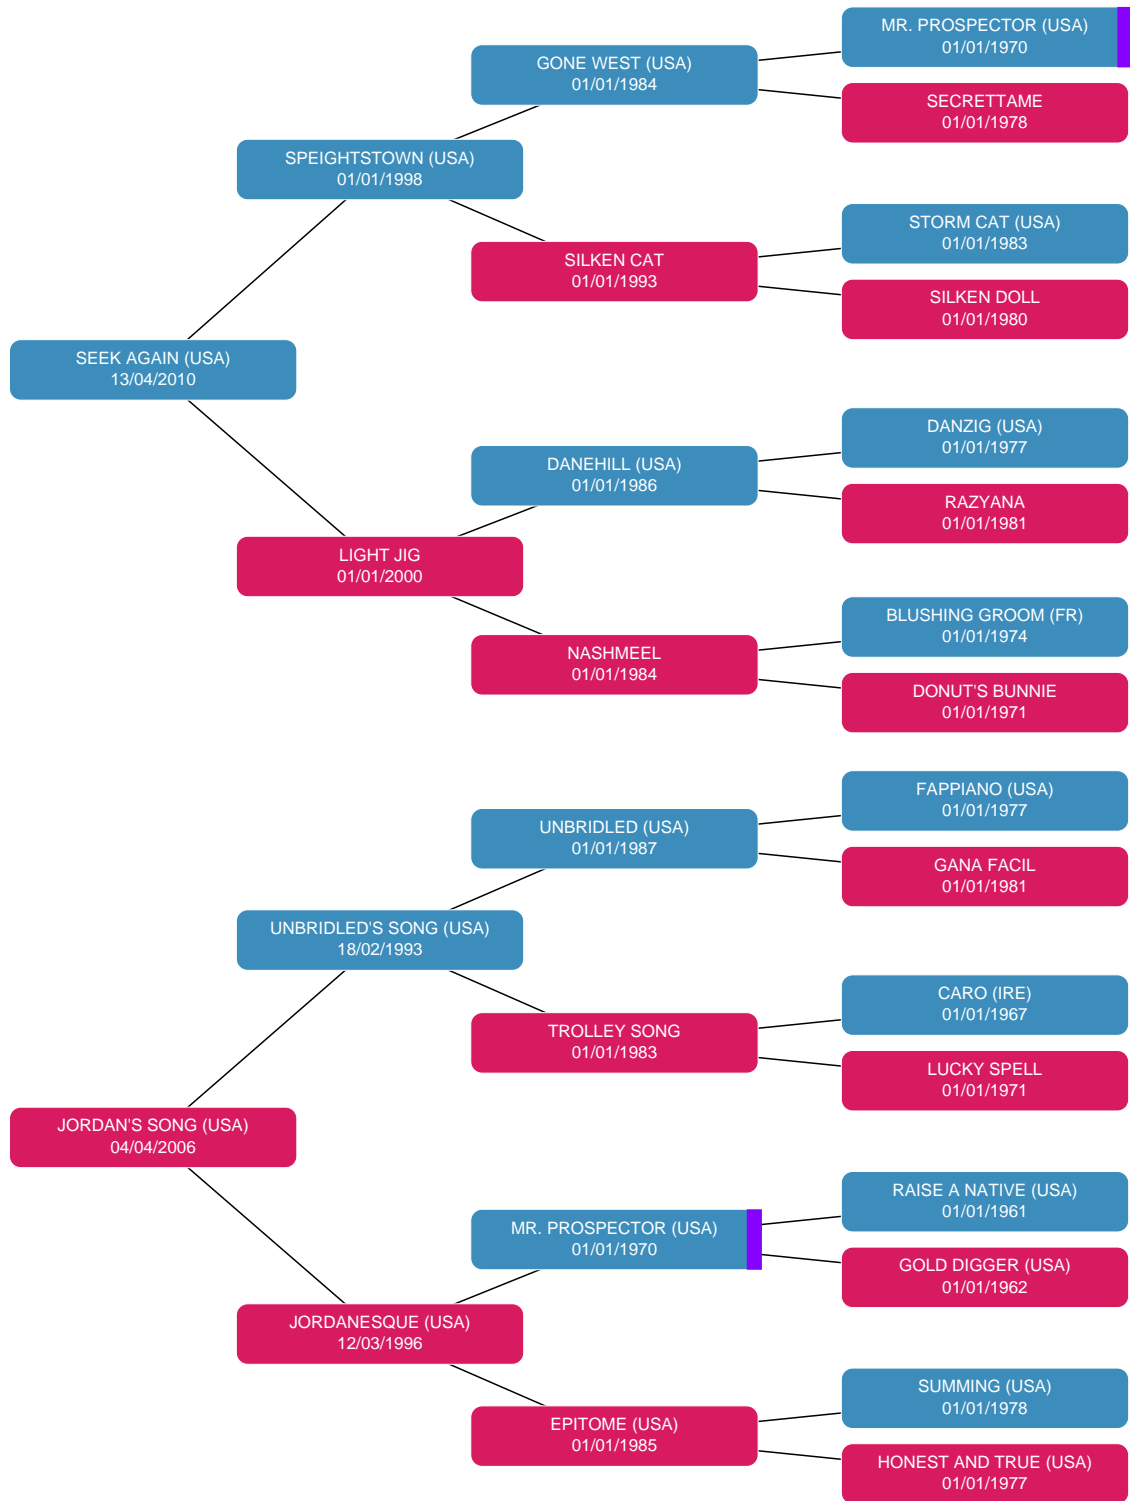 MR. PROSPECTOR (USA)
01/01/1970
GONE WEST (USA)
01/01/1984
SECRETTAME
01/01/1978
SPEIGHTSTOWN (USA)
01/01/1998
STORM CAT (USA)
01/01/1983
SILKEN CAT
01/01/1993
SILKEN DOLL
01/01/1980
SEEK AGAIN (USA)
13/04/2010
DANZIG (USA)
01/01/1977
DANEHILL (USA)
01/01/1986
RAZYANA
01/01/1981
LIGHT JIG
01/01/2000
BLUSHING GROOM (FR)
01/01/1974
NASHMEEL
01/01/1984
DONUT'S BUNNIE
01/01/1971
FAPPIANO (USA)
01/01/1977
UNBRIDLED (USA)
01/01/1987
GANA FACIL
01/01/1981
UNBRIDLED'S SONG (USA)
18/02/1993
CARO (IRE)
01/01/1967
TROLLEY SONG
01/01/1983
LUCKY SPELL
01/01/1971
JORDAN'S SONG (USA)
04/04/2006
RAISE A NATIVE (USA)
01/01/1961
MR. PROSPECTOR (USA)
01/01/1970
GOLD DIGGER (USA)
01/01/1962
JORDANESQUE (USA)
12/03/1996
SUMMING (USA)
01/01/1978
EPITOME (USA)
01/01/1985
HONEST AND TRUE (USA)
01/01/1977